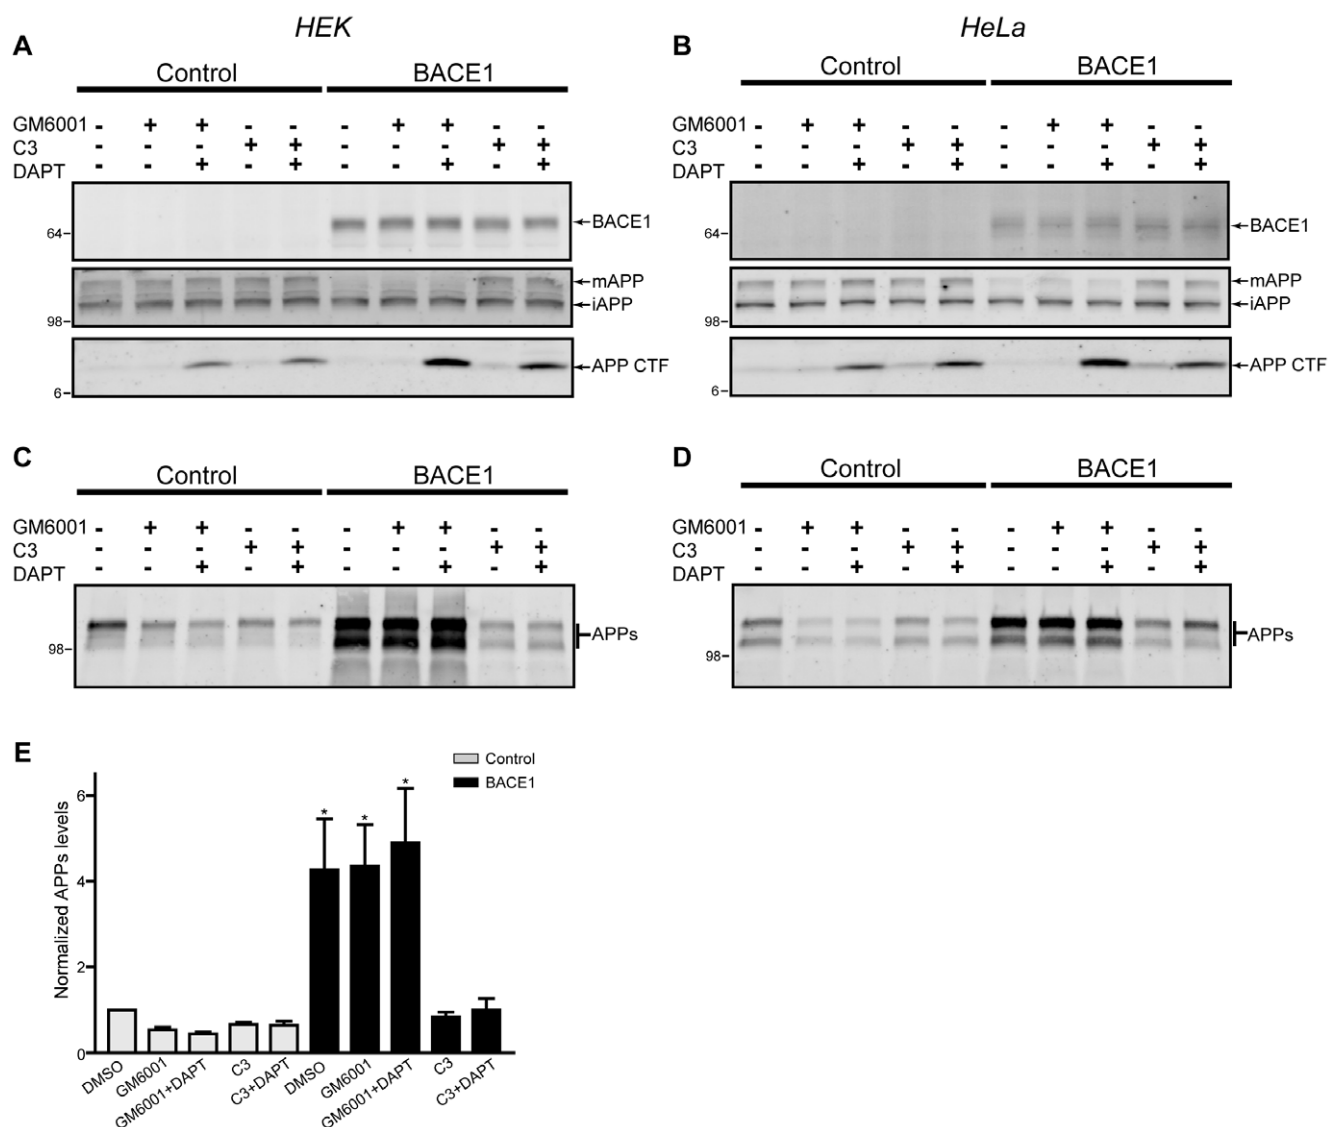 HEK
HeLa
A
B
Control BACE1
Control BACE1
GM6001 - + + - - - + + - -
C3 - - - + + - - - + +
DAPT - - + - + - - + - +
GM6001 - + + - - - + + - -
C3 - - - + + - - - + +
DAPT - - + - + - - + - +
64
BACE1
mAPP
iAPP
98
APP CTF
6
64
BACE1
mAPP
iAPP
98
APP CTF
6
C
D
Control BACE1
Control BACE1
GM6001 - + + - - - + + - -
C3 - - - + + - - - + +
DAPT - - + - + - - + - +
GM6001 - + + - - - + + - -
C3 - - - + + - - - + +
DAPT - - + - + - - + - +
98
APPs
98
APPs
E
Control
BACE1
Normalized APPs levels
6
4
2
0
* * *
DMSO
GM6001
GM6001+DAPT
C3
C3+DAPT
DMSO
GM6001
GM6001+DAPT
C3
C3+DAPT